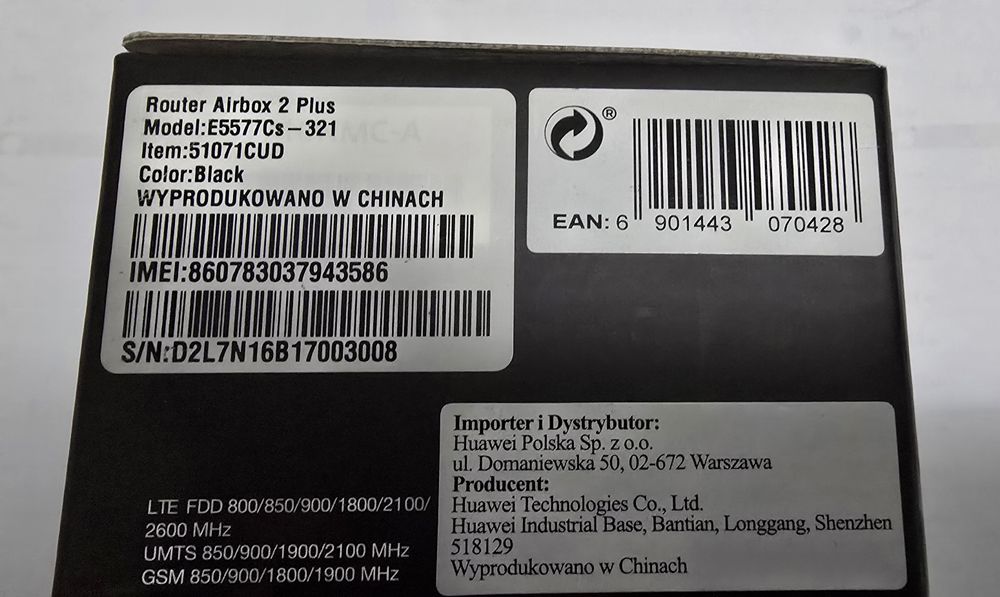 Router Airbox 2 Plus
Model:E5577Cs-321
Item:51071CUD
Color:Black
WYPRODUKOWANO W CHINACH
IMEI:860783037943586
S/N:D2L7N16B17003008
®
EAN: 6 901443 070428
LTE FDD 800/850/900/1800/2100/
2600 MHz
UMTS 850/900/1900/2100 MHz
GSM 850/900/1800/1900 MHz
Importer i Dystrybutor:
Huawei Polska Sp. z o.o.
ul. Domaniewska 50, 02-672 Warszawa
Producent:
Huawei Technologies Co., Ltd.
Huawei Industrial Base, Bantian, Longgang, Shenzhen
518129
Wyprodukowano w Chinach